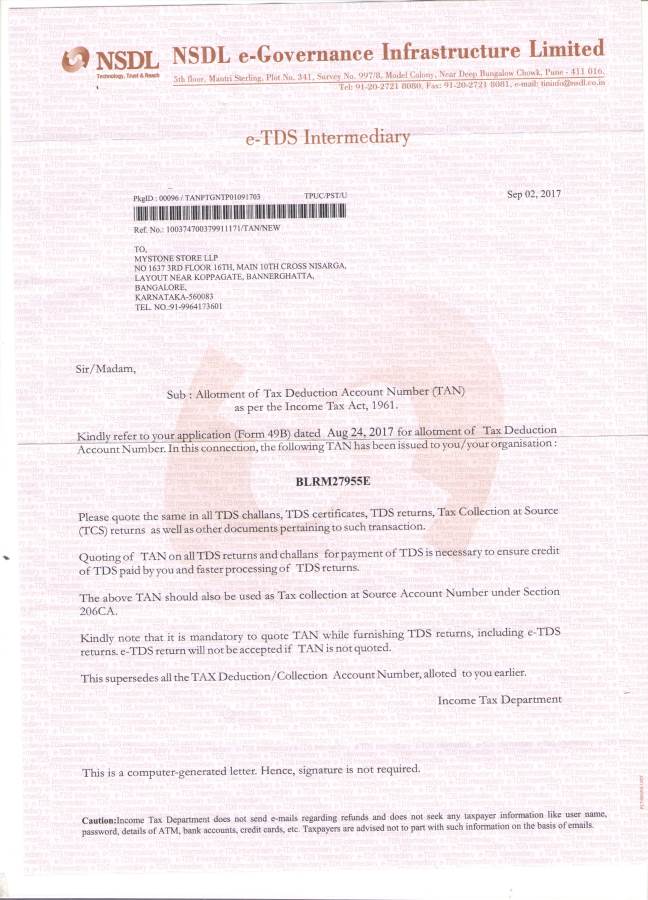 NSDL
Technology, Trust & Reach
NSDL e-Governance Infrastructure Limited
5th floor, Mantri Sterling, Plot No. 341, Survey No. 997/8, Model Colony, Near Deep Bungalow Chowk, Pune - 411 016.
Tel: 91-20-2721 8080, Fax: 91-20-2721 8081, e-mail: tininfo@nsdl.co.in
e-TDS Intermediary
PkgID : 00096 / TANPTGNTP01091703 TPUC/PST/U
Sep 02, 2017
Ref. No.: 100374700379911171/TAN/NEW
TO,
MYSTONE STORE LLP
NO 1637 3RD FLOOR 16TH, MAIN 10TH CROSS NISARGA,
LAYOUT NEAR KOPPAGATE, BANNERGHATTA,
BANGALORE,
KARNATAKA-560083
TEL. NO.:91-9964173601
Sir/Madam,
Sub : Allotment of Tax Deduction Account Number (TAN)
as per the Income Tax Act, 1961.
Kindly refer to your application (Form 49B) dated Aug 24, 2017 for allotment of Tax Deduction
Account Number. In this connection, the following TAN has been issued to you/your organisation :
BLRM27955E
Please quote the same in all TDS challans, TDS certificates, TDS returns, Tax Collection at Source
(TCS) returns as well as other documents pertaining to such transaction.
Quoting of TAN on all TDS returns and challans for payment of TDS is necessary to ensure credit
of TDS paid by you and faster processing of TDS returns.
The above TAN should also be used as Tax collection at Source Account Number under Section
206CA.
Kindly note that it is mandatory to quote TAN while furnishing TDS returns, including e-TDS
returns. e-TDS return will not be accepted if TAN is not quoted.
This supersedes all the TAX Deduction/Collection Account Number, alloted to you earlier.
Income Tax Department
This is a computer-generated letter. Hence, signature is not required.
Caution:Income Tax Department does not send e-mails regarding refunds and does not seek any taxpayer information like user name,
password, details of ATM, bank accounts, credit cards, etc. Taxpayers are advised not to part with such information on the basis of emails.